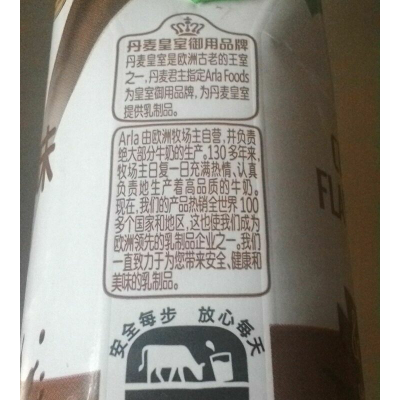 丹麦皇室御用品牌
丹麦皇室是欧洲古老的王室
之一，丹麦君主指定Arla Foods
为皇室御用品牌，为丹麦皇室
提供乳制品。
Arla 由欧洲牧场主自营，并负责
绝大部分牛奶的生产。130 多年来，
牧场主日复一日充满热情、认真
负责地生产着高品质的牛奶。
现在，我们的产品热销全世界 100
多个国家和地区，这也使我们成为
欧洲领先的乳制品企业之一。我们
一直致力于为您带来安全、健康和
美味的乳制品。
安全每步 放心每天
味